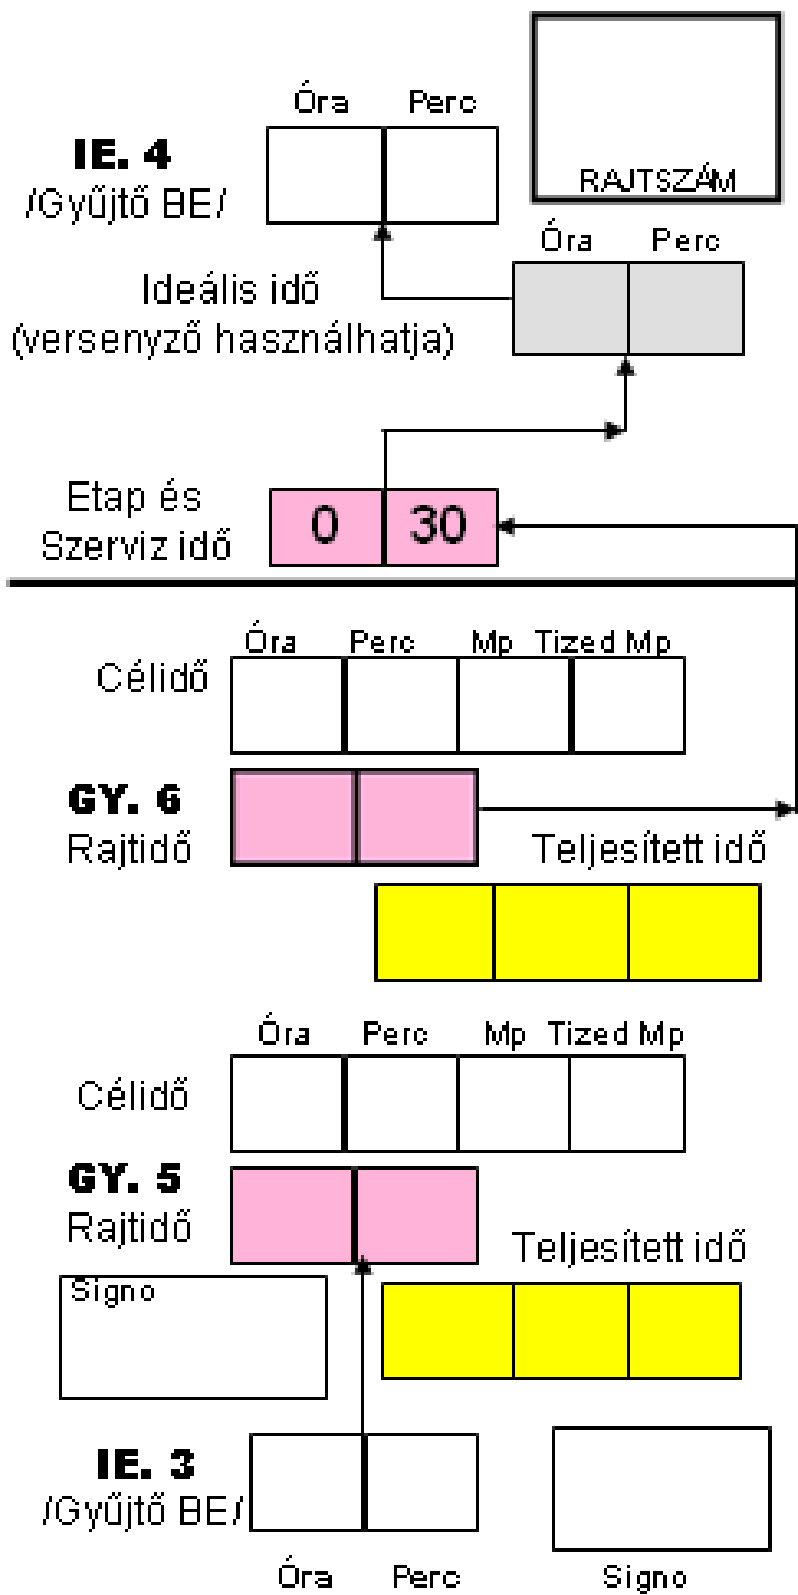 Óra Perc
IE. 4
/Gyűjtő BE/
RAJTSZÁM
Óra Perc
Ideális idő
(versenyző használhatja)
Etap és
Szerviz idő
0 30
Óra Perc Mp Tized Mp
Célidő
GY. 6
Rajtidő
Teljesített idő
Óra Perc Mp Tized Mp
Célidő
GY. 5
Rajtidő
Teljesített idő
Signo
IE. 3
/Gyűjtő BE/
Óra Perc Signo